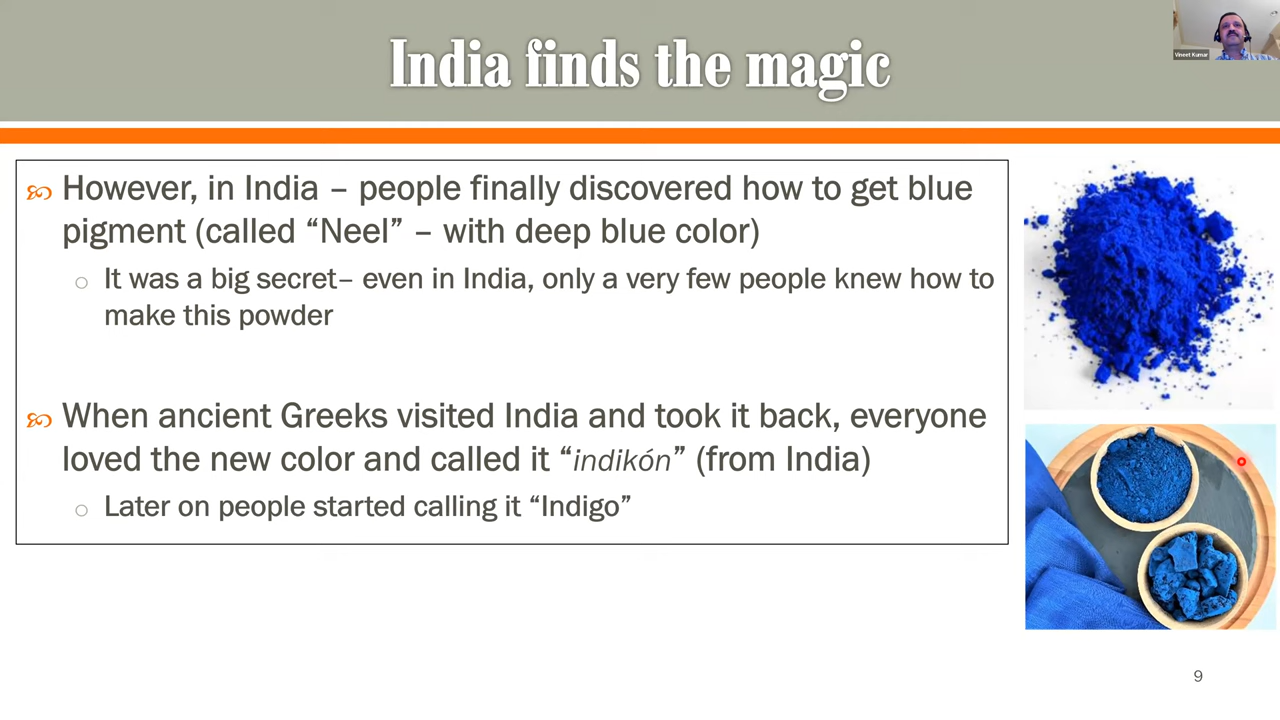 India finds the magic
Vineet Kumar
However, in India – people finally discovered how to get blue
pigment (called “Neel” – with deep blue color)
It was a big secret– even in India, only a very few people knew how to
make this powder
When ancient Greeks visited India and took it back, everyone
loved the new color and called it “indikón” (from India)
Later on people started calling it “Indigo”
9